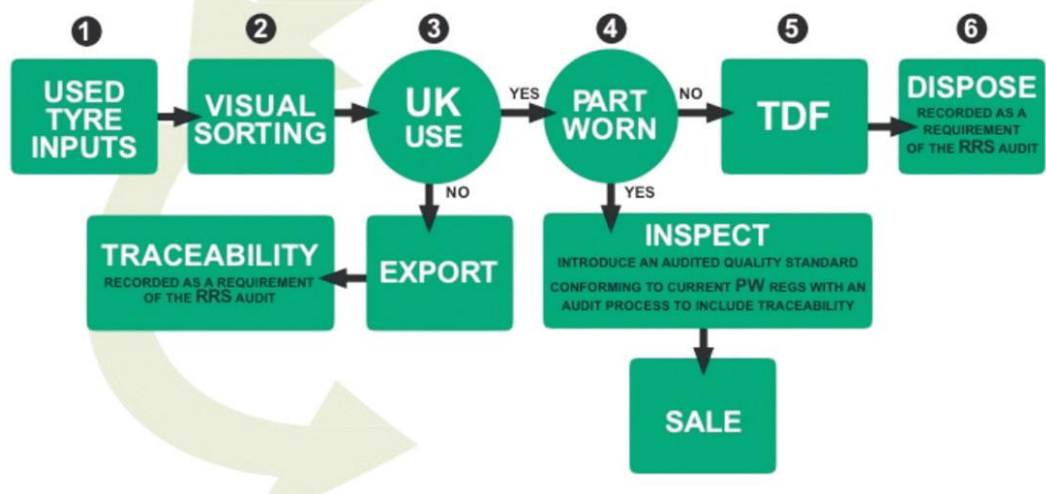 1
2
3
4
5
6
USED
TYRE
INPUTS
VISUAL
SORTING
UK
USE
YES
PART
WORN
NO
TDF
DISPOSE
RECORDED AS A
REQUIREMENT
OF THE RRS AUDIT
NO
YES
TRACEABILITY
RECORDED AS A REQUIREMENT
OF THE RRS AUDIT
EXPORT
INSPECT
INTRODUCE AN AUDITED QUALITY STANDARD
CONFORMING TO CURRENT PW REGS WITH AN
AUDIT PROCESS TO INCLUDE TRACEABILITY
SALE